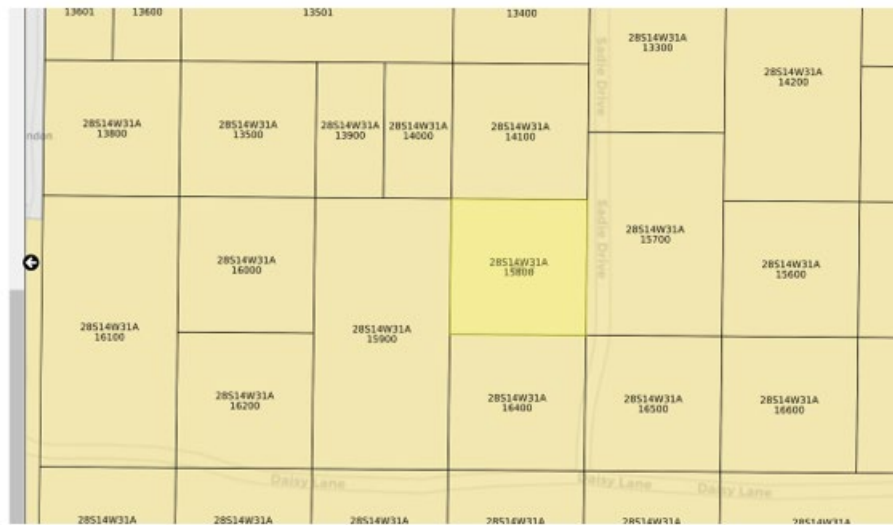 13601
13600
13501
13400
28S14W31A
13300
28S14W31A
14200
Sadie Drive
ndon
28S14W31A
13800
28S14W31A
13500
28S14W31A
13900
28S14W31A
14000
28S14W31A
14100
28S14W31A
16000
28S14W31A
15800
Sadie Drive
28S14W31A
15700
28S14W31A
15600
28S14W31A
16100
28S14W31A
15900
28S14W31A
16200
28S14W31A
16400
28S14W31A
16500
28S14W31A
16600
Daisy Lane
Daisy Lane
Daisy Lane
28S14W31A
28S14W31A
28S14W31A
28S14W31A
28S14W31A
28S14W31A